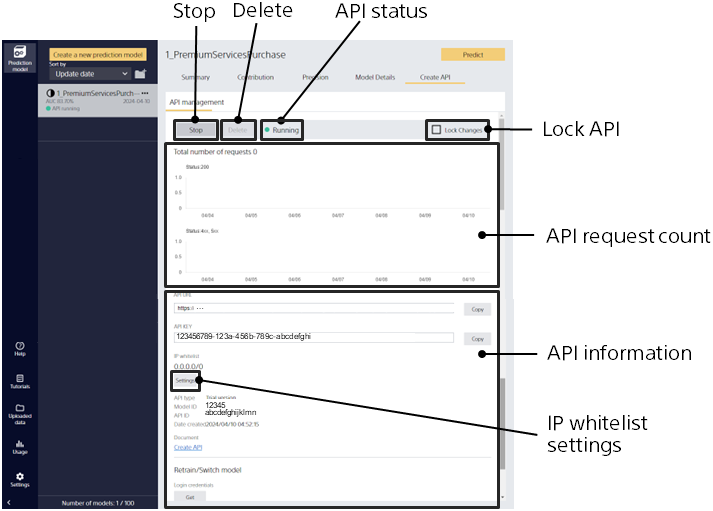 Stop
Delete
API status
Prediction
model
Create a new prediction model
Sort by
Update date
1_PremiumServicesPurch— •••
AUC 83.70%
2024-04-10
API running
1_PremiumServicesPurchase
Predict
Summary
Contribution
Precision
Model Details
Create API
API management
Stop
Delete
Running
Lock Changes
Lock API
Total number of requests 0
Status 200
1.0
0.5
0
04/04
04/05
04/06
04/07
04/08
04/09
04/10
API request count
Status 4xx, 5xx
1.0
0.5
0
04/04
04/05
04/06
04/07
04/08
04/09
04/10
API URL
https:// ···
Copy
API KEY
123456789-123a-456b-789c-abcdefghi
Copy
API information
IP whitelist
0.0.0.0/0
Settings
API type
Trial version
Model ID
12345
API ID
abcdefghijklmn
Date created
2024/04/10 04:52:15
IP whitelist
settings
Document
Create API
Retrain/Switch model
Login credentials
Get
Help
Tutorials
Uploaded
data
Usage
Settings
<
Number of models: 1 / 100